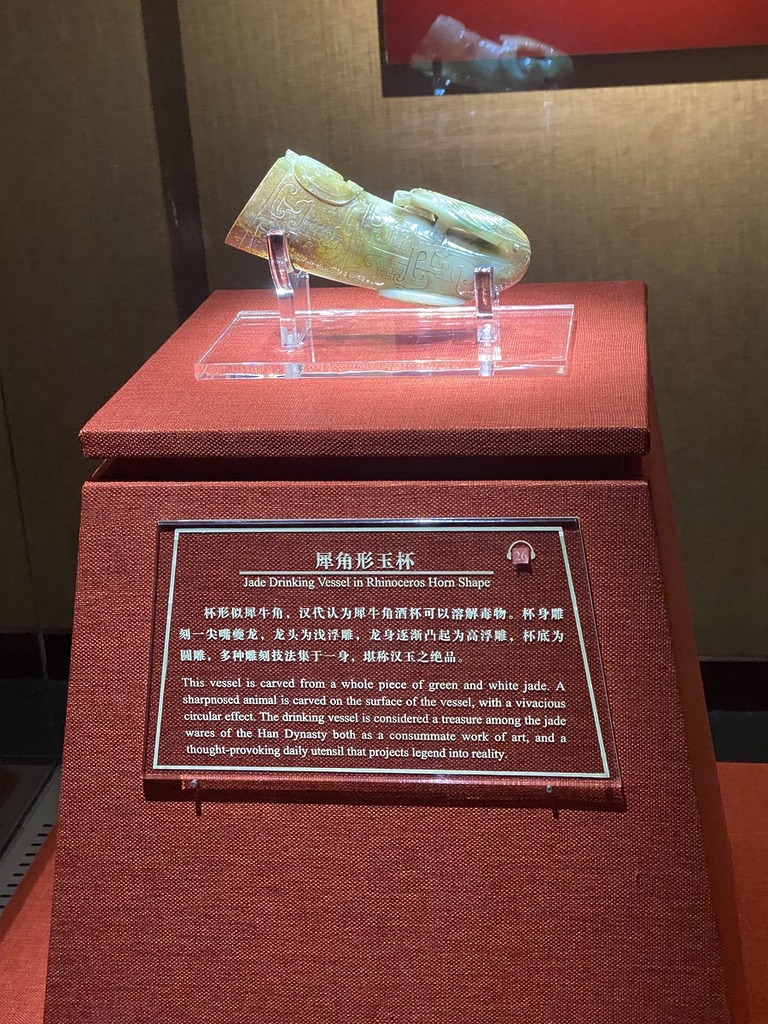 犀角形玉杯
26
Jade Drinking Vessel in Rhinoceros Horn Shape
杯形似犀牛角，汉代认为犀牛角酒杯可以溶解毒物。杯身雕
刻一尖嘴夔龙，龙头为浅浮雕，龙身逐渐凸起为高浮雕，杯底为
圆雕，多种雕刻技法集于一身，堪称汉玉之绝品。
This vessel is carved from a whole piece of green and white jade. A
sharpnosed animal is carved on the surface of the vessel, with a vivacious
circular effect. The drinking vessel is considered a treasure among the jade
wares of the Han Dynasty both as a consummate work of art, and a
thought-provoking daily utensil that projects legend into reality.